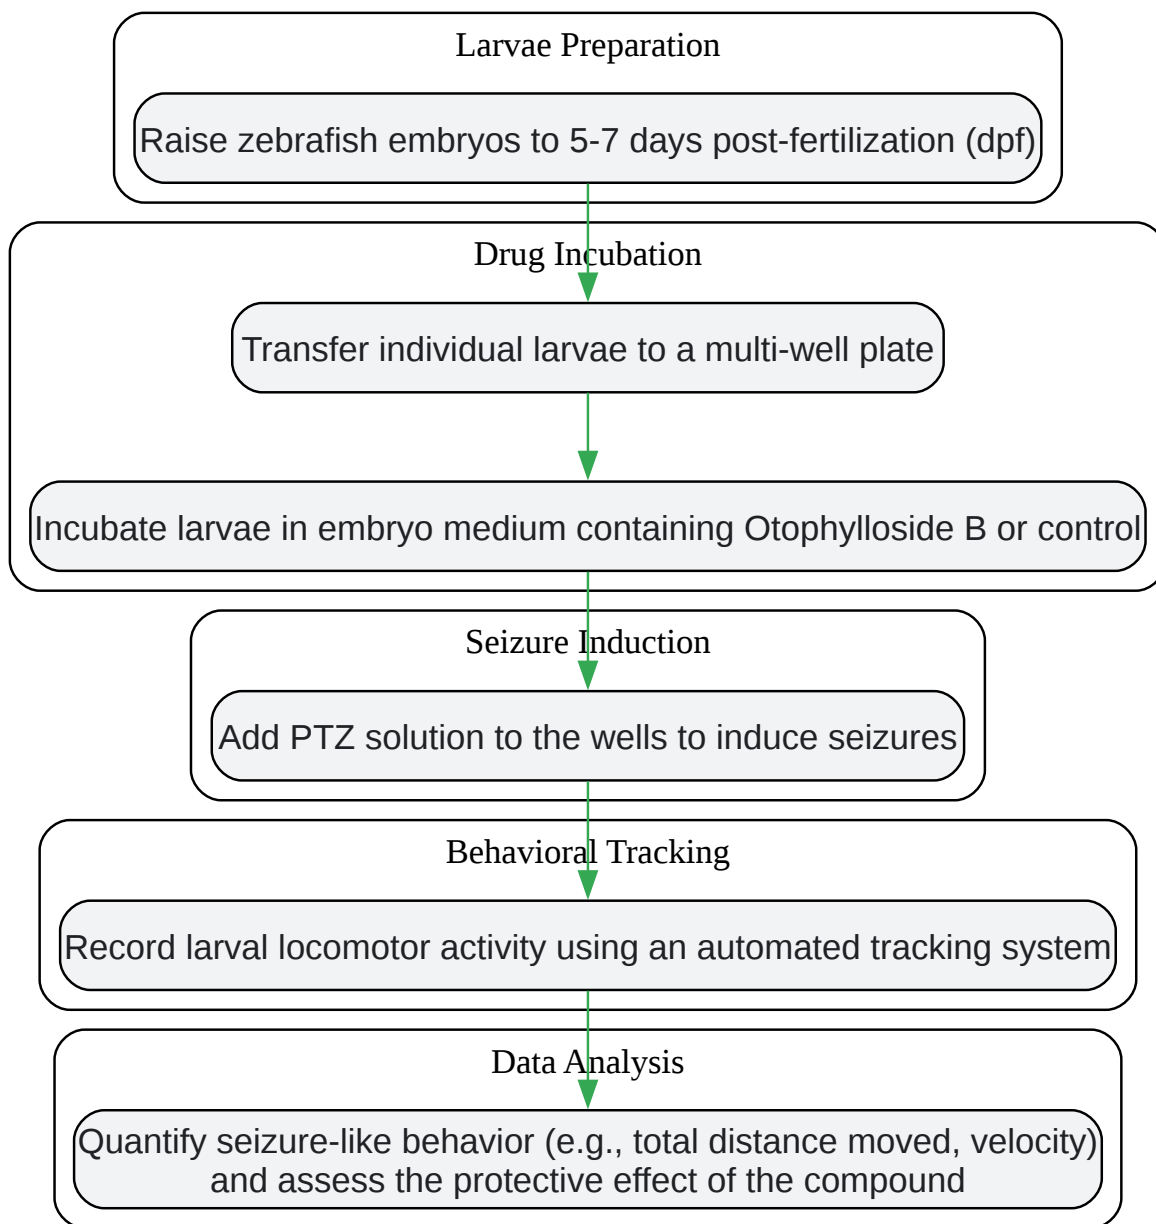 Larvae Preparation
Raise zebrafish embryos to 5-7 days post-fertilization (dpf)
Drug Incubation
Transfer individual larvae to a multi-well plate
Incubate larvae in embryo medium containing Otophylloside B or control
Seizure Induction
Add PTZ solution to the wells to induce seizures
Behavioral Tracking
Record larval locomotor activity using an automated tracking system
Data Analysis
Quantify seizure-like behavior (e.g., total distance moved, velocity)
and assess the protective effect of the compound